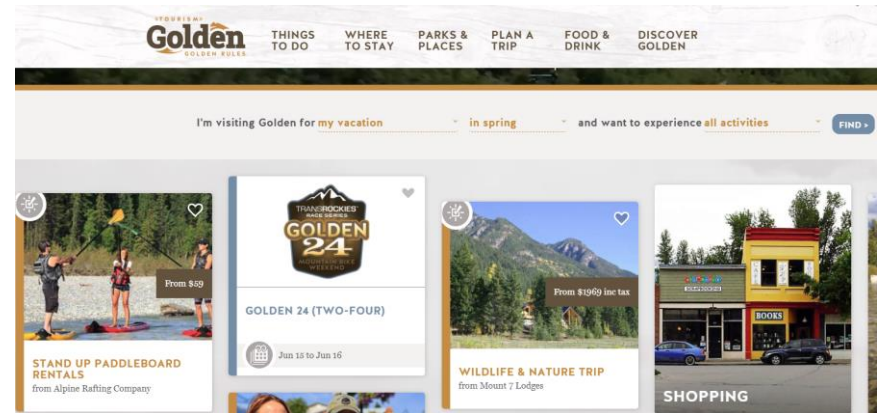 TOURISM
Golden
GOLDEN RULES
THINGS TO DO
WHERE TO STAY
PARKS & PLACES
PLAN A TRIP
FOOD & DRINK
DISCOVER GOLDEN
I'm visiting Golden for my vacation in spring and want to experience all activities FIND >
From $59
STAND UP PADDLEBOARD
RENTALS
from Alpine Rafting Company
TRANSROCKIES
RACE SERIES
GOLDEN
24
MOUNTAIN BIKE
WEEKEND
GOLDEN 24 (TWO-FOUR)
Jun 15 to Jun 16
From $1969 inc tax
WILDLIFE & NATURE TRIP
from Mount 7 Lodges
BOOKS
SHOPPING